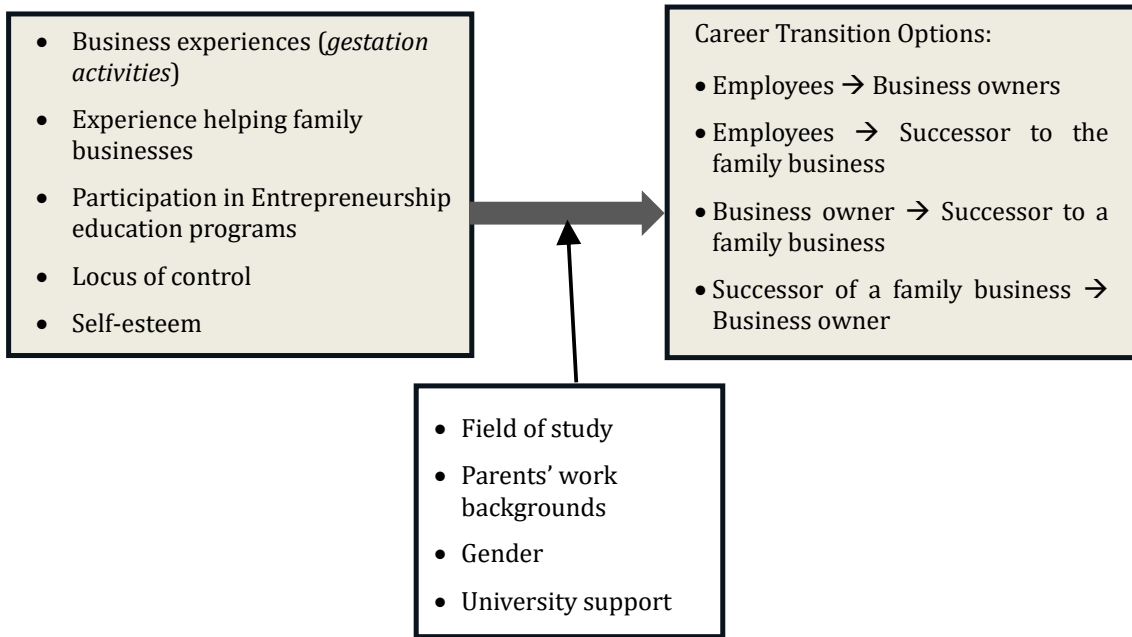 • Business experiences (gestation
activities)
• Experience helping family
businesses
• Participation in Entrepreneurship
education programs
• Locus of control
• Self-esteem
Career Transition Options:
• Employees → Business owners
• Employees → Successor to the
family business
• Business owner → Successor to a
family business
• Successor of a family business →
Business owner
• Field of study
• Parents’ work
backgrounds
• Gender
• University support